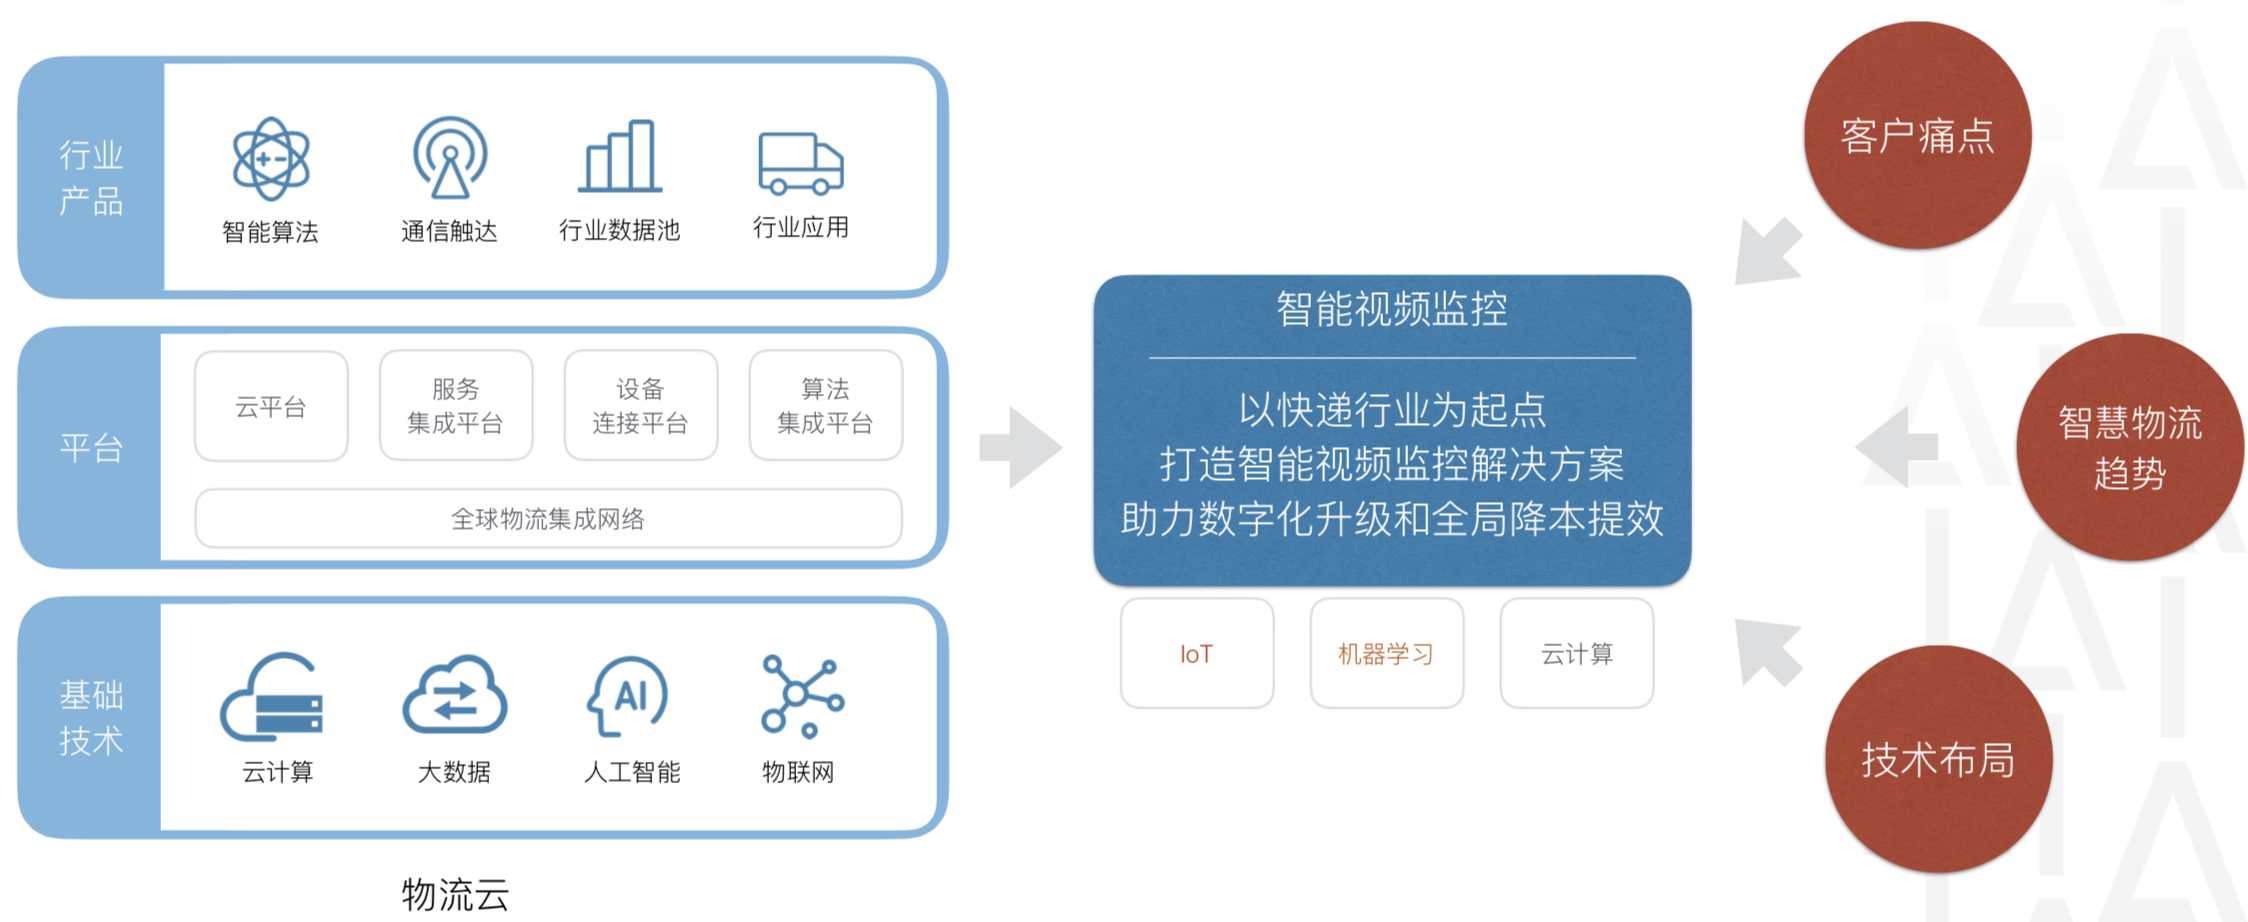 行业
产品
智能算法
通信触达
行业数据池
行业应用
平台
云平台
服务
集成平台
设备
连接平台
算法
集成平台
全球物流集成网络
基础
技术
云计算
大数据
AI
人工智能
物联网
物流云
智能视频监控
以快递行业为起点
打造智能视频监控解决方案
助力数字化升级和全局降本提效
IoT
机器学习
云计算
客户痛点
智慧物流
趋势
技术布局